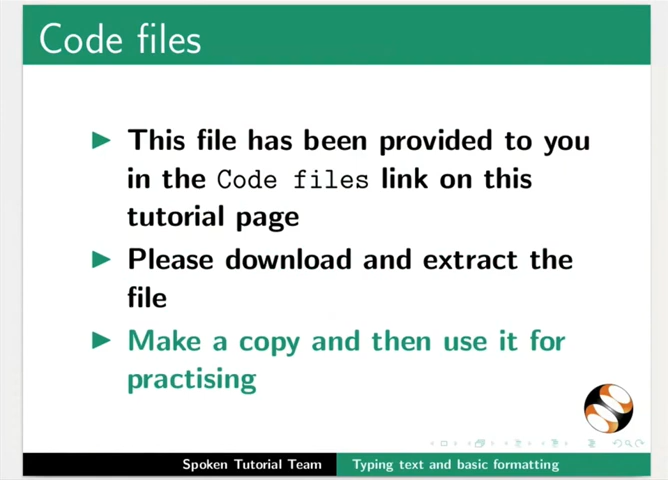 Code files
This file has been provided to you
in the Code files link on this
tutorial page
Please download and extract the
file
Make a copy and then use it for
practising
Spoken Tutorial Team
Typing text and basic formatting